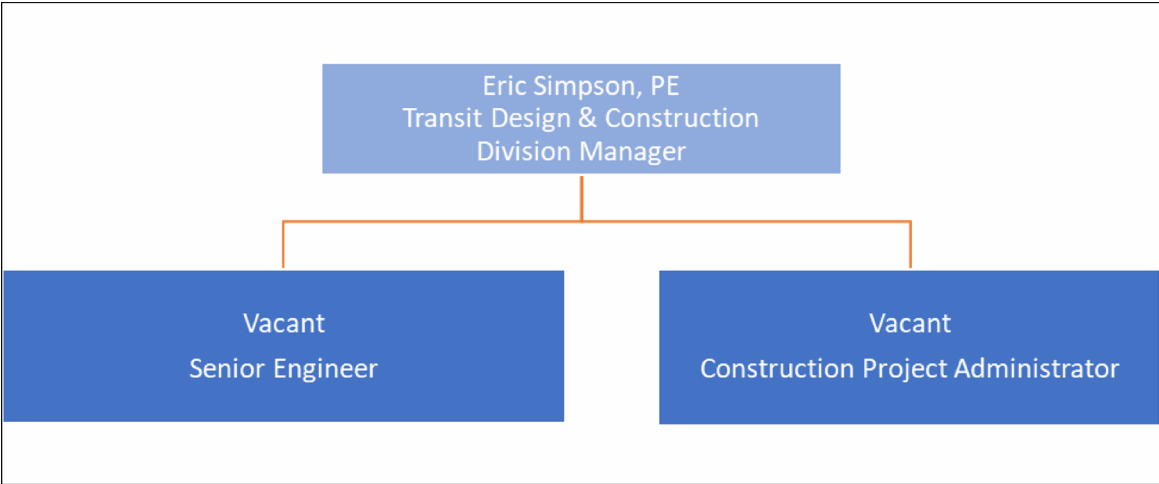 Eric Simpson, PE
Transit Design & Construction
Division Manager
Vacant
Senior Engineer
Vacant
Construction Project Administrator